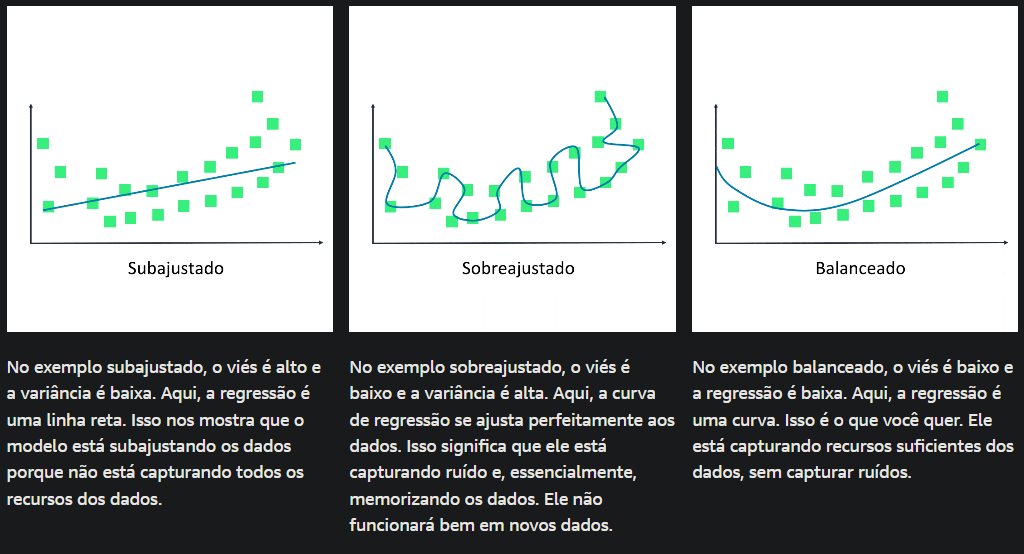 Subajustado
No exemplo subajustado, o viés é alto e
a variância é baixa. Aqui, a regressão é
uma linha reta. Isso nos mostra que o
modelo está subajustando os dados
porque não está capturando todos os
recursos dos dados.
Sobreajustado
No exemplo sobreajustado, o viés é
baixo e a variância é alta. Aqui, a curva
de regressão se ajusta perfeitamente aos
dados. Isso significa que ele está
capturando ruído e, essencialmente,
memorizando os dados. Ele não
funcionará bem em novos dados.
Balanceado
No exemplo balanceado, o viés é baixo e
a regressão é baixa. Aqui, a regressão é
uma curva. Isso é o que você quer. Ele
está capturando recursos suficientes dos
dados, sem capturar ruídos.